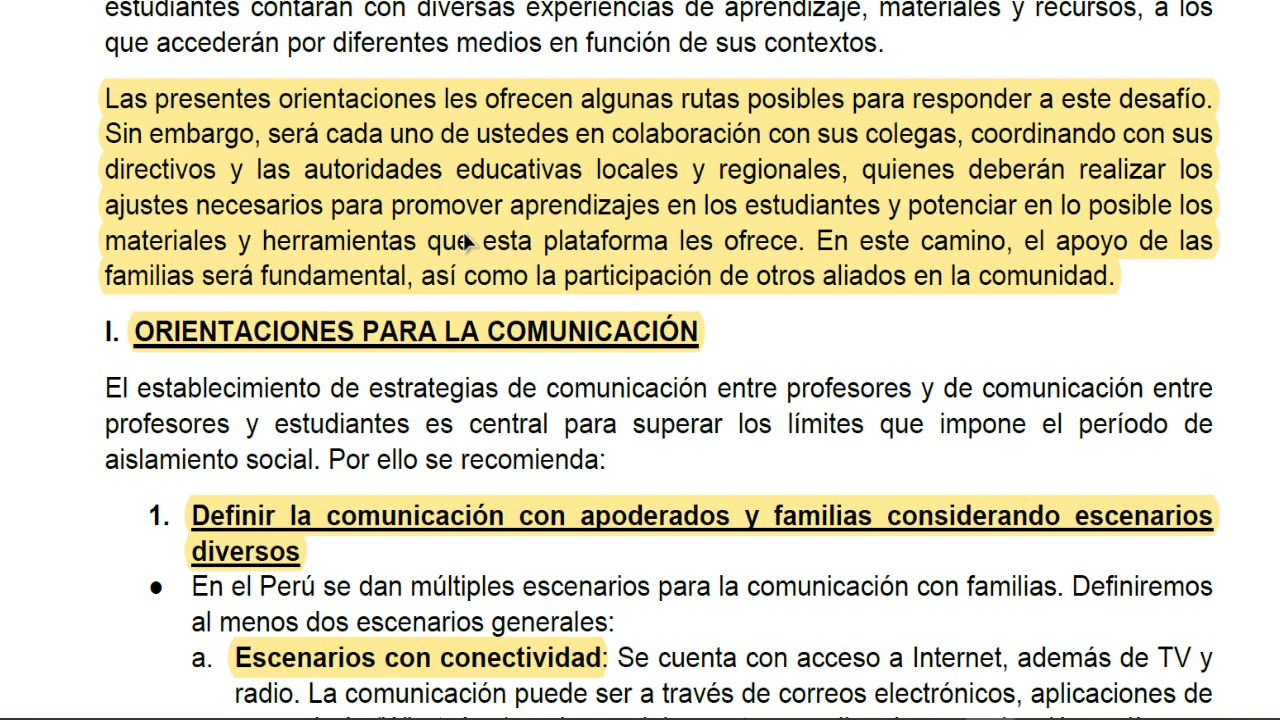 estudiantes contarán con diversas experiencias de aprendizaje, materiales y recursos, a los
que accederán por diferentes medios en función de sus contextos.
Las presentes orientaciones les ofrecen algunas rutas posibles para responder a este desafío.
Sin embargo, será cada uno de ustedes en colaboración con sus colegas, coordinando con sus
directivos y las autoridades educativas locales y regionales, quienes deberán realizar los
ajustes necesarios para promover aprendizajes en los estudiantes y potenciar en lo posible los
materiales y herramientas que esta plataforma les ofrece. En este camino, el apoyo de las
familias será fundamental, así como la participación de otros aliados en la comunidad.
I. ORIENTACIONES PARA LA COMUNICACIÓN
El establecimiento de estrategias de comunicación entre profesores y de comunicación entre
profesores y estudiantes es central para superar los límites que impone el período de
aislamiento social. Por ello se recomienda:
1. Definir la comunicación con apoderados y familias considerando escenarios
diversos
● En el Perú se dan múltiples escenarios para la comunicación con familias. Definiremos
al menos dos escenarios generales:
a. Escenarios con conectividad: Se cuenta con acceso a Internet, además de TV y
radio. La comunicación puede ser a través de correos electrónicos, aplicaciones de